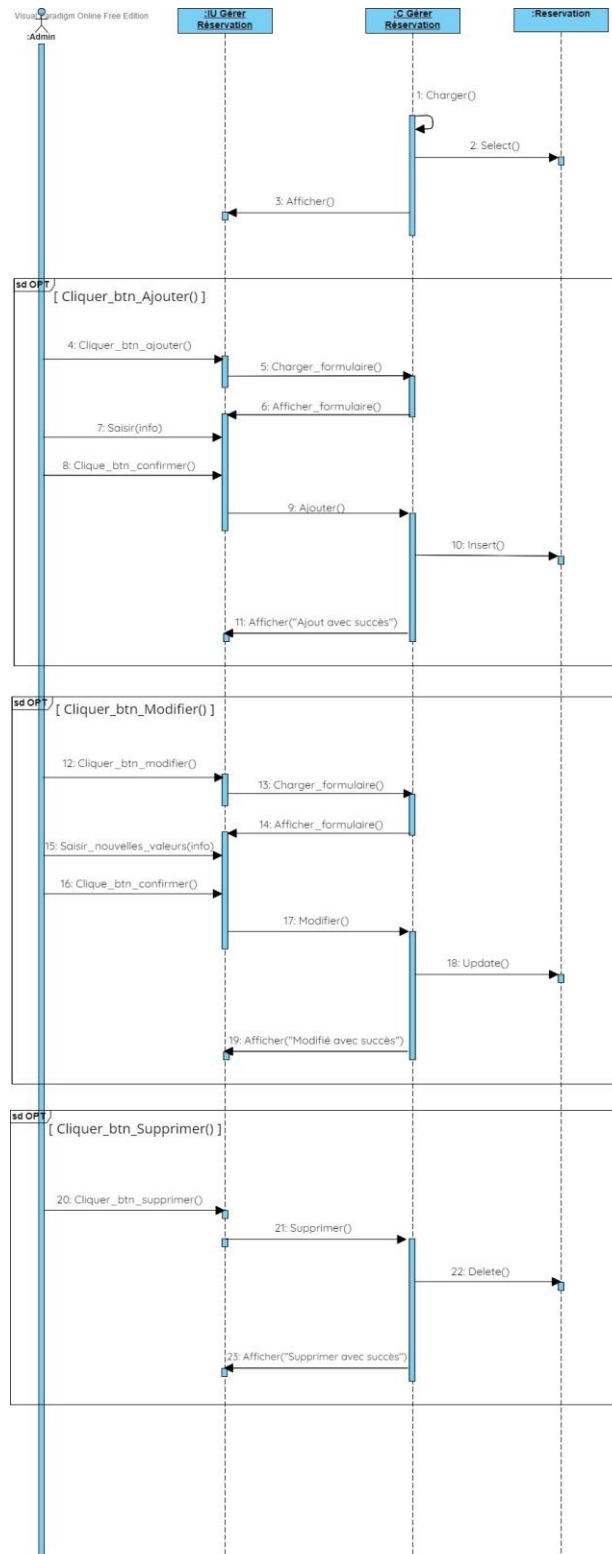 Visual Paradigm Online Free Edition
:Admin
:IU Gérer
Réservation
:C Gérer
Réservation
:Reservation
1: Charger()
2: Select()
3: Afficher()
sd OPT
[ Cliquer_btn_Ajouter() ]
4: Cliquer_btn_ajouter()
5: Charger_formulaire()
6: Afficher_formulaire()
7: Saisir(info)
8: Clique_btn_confirmer()
9: Ajouter()
10: Insert()
11: Afficher("Ajout avec succès")
sd OPT
[ Cliquer_btn_Modifier() ]
12: Cliquer_btn_modifier()
13: Charger_formulaire()
14: Afficher_formulaire()
15: Saisir_nouvelles_valeurs(info)
16: Clique_btn_confirmer()
17: Modifier()
18: Update()
19: Afficher("Modifié avec succès")
sd OPT
[ Cliquer_btn_Supprimer() ]
20: Cliquer_btn_supprimer()
21: Supprimer()
22: Delete()
23: Afficher("Supprimer avec succès")